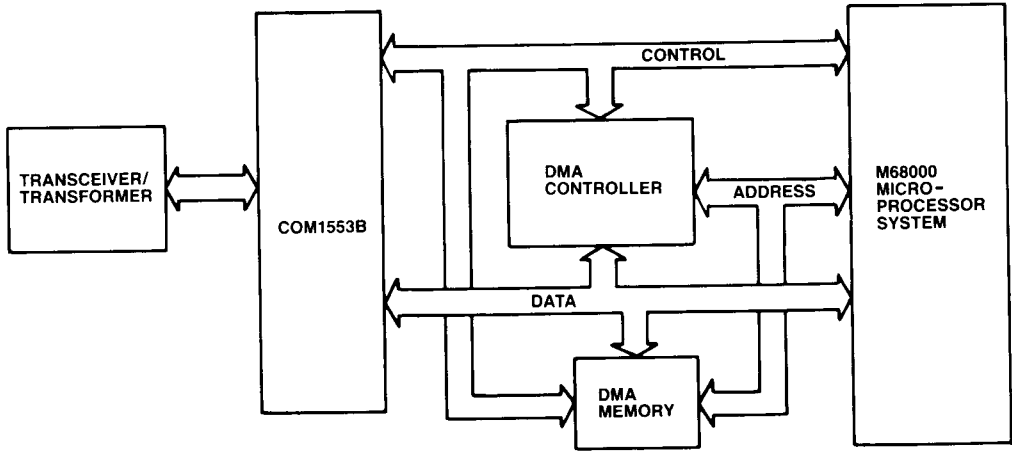 TRANSCEIVER/
TRANSFORMER
COM1553B
CONTROL
DMA
CONTROLLER
ADDRESS
DATA
DMA
MEMORY
M68000
MICRO-
PROCESSOR
SYSTEM